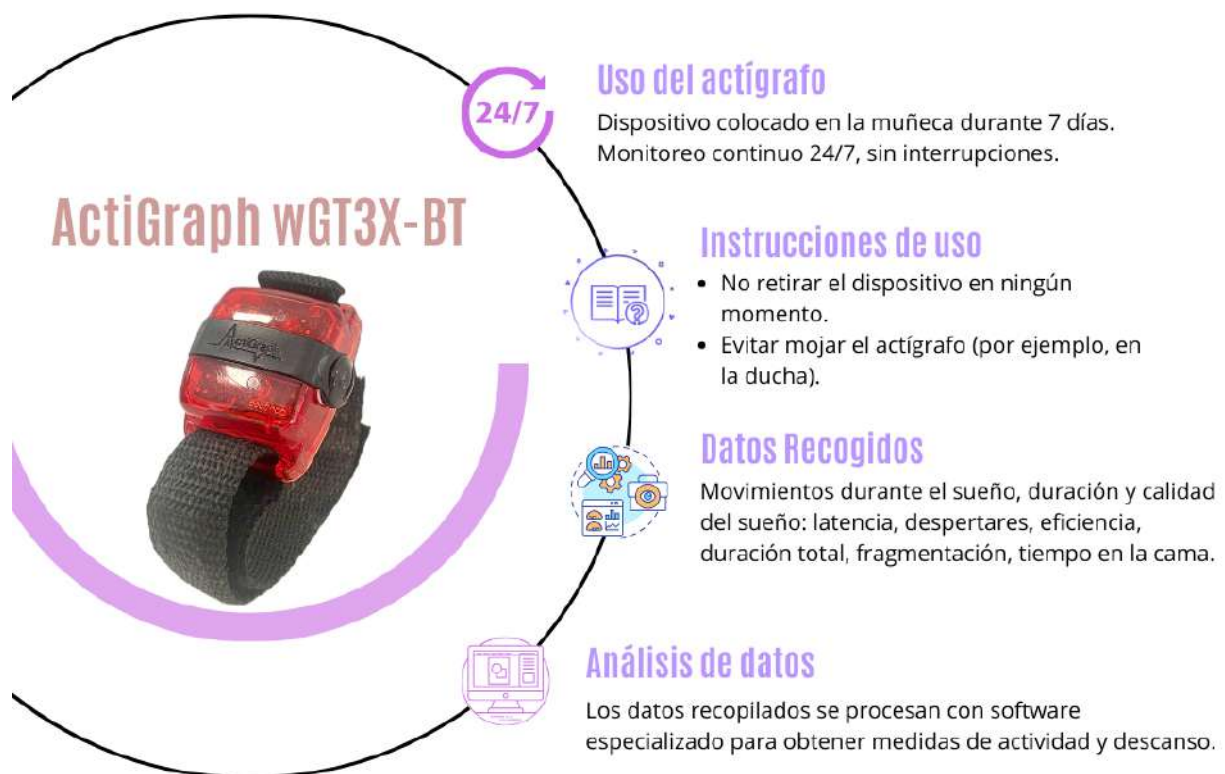 ActiGraph wGT3X-BT
ActiGraph
24/7
Uso del actígrafo
Dispositivo colocado en la muñeca durante 7 días.
Monitoreo continuo 24/7, sin interrupciones.
Instrucciones de uso
• No retirar el dispositivo en ningún
momento.
• Evitar mojar el actígrafo (por ejemplo, en
la ducha).
Datos Recogidos
Movimientos durante el sueño, duración y calidad
del sueño: latencia, despertares, eficiencia,
duración total, fragmentación, tiempo en la cama.
Análisis de datos
Los datos recopilados se procesan con software
especializado para obtener medidas de actividad y descanso.